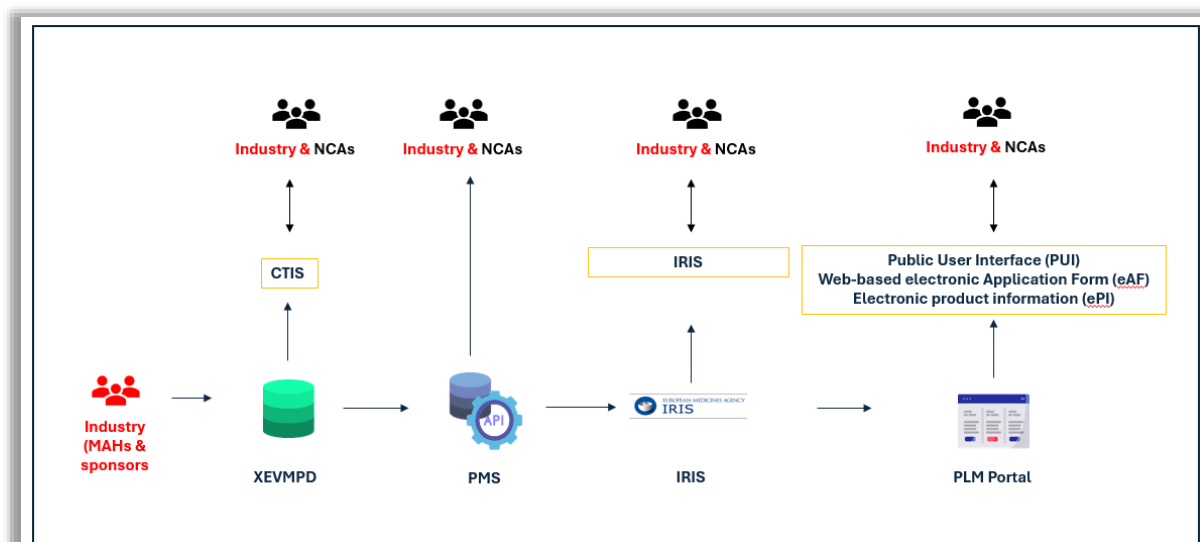 Industry & NCAs
Industry & NCAs
Industry & NCAs
Industry & NCAs
CTIS
IRIS
Public User Interface (PUI)
Web-based electronic Application Form (eAF)
Electronic product information (ePI)
API
EUROPEAN MEDICINES AGENCY
IRIS
Industry
(MAHs &
sponsors
XEVMPD
PMS
IRIS
PLM Portal